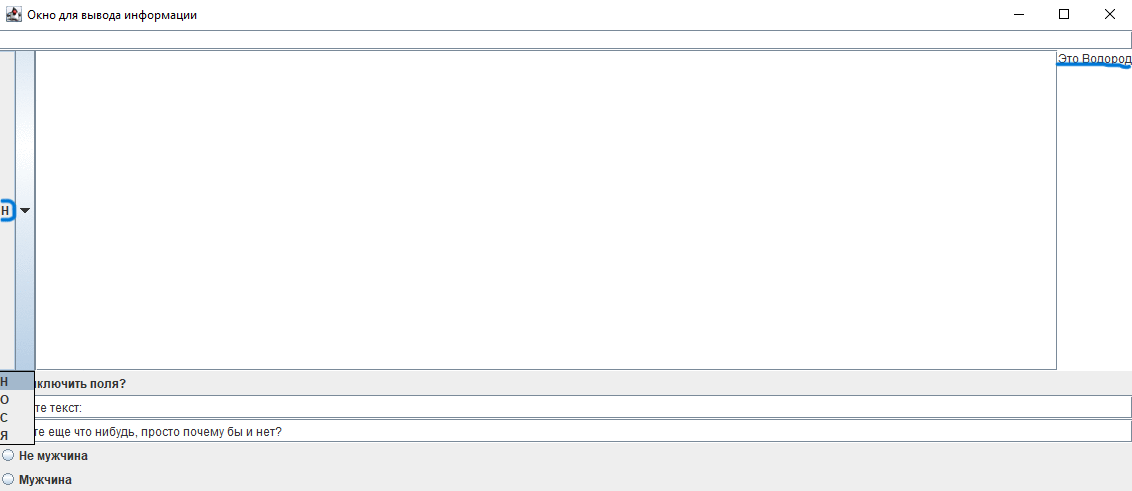 Окно для вывода информации
Это Водород
Н
Н
О
С
Я
ключить поля?
те текст:
те еще что нибудь, просто почему бы и нет?
Не мужчина
Мужчина